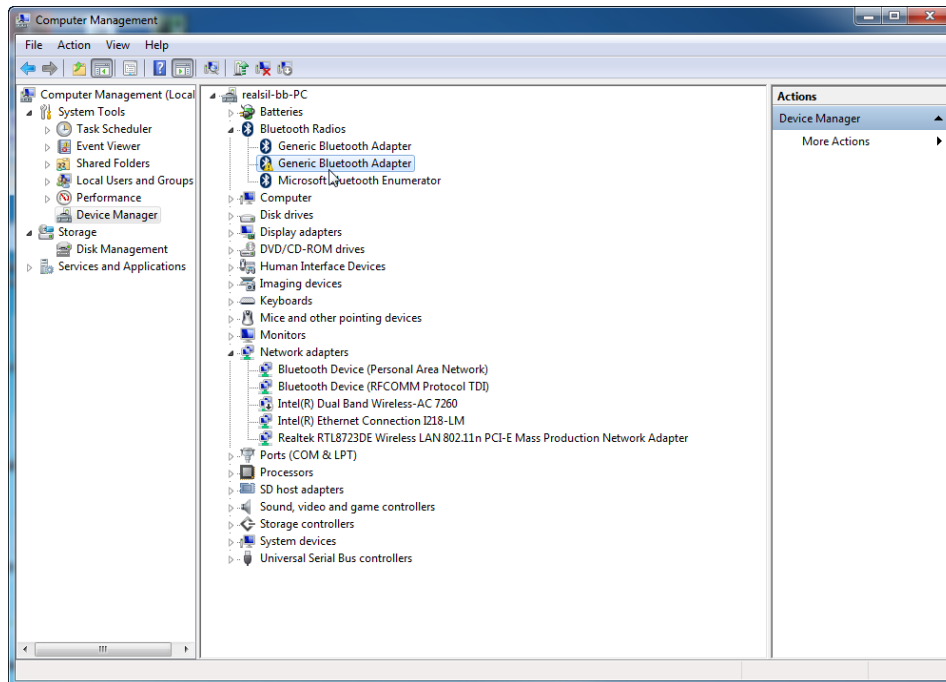 Computer Management
File Action View Help
Computer Management (Local
System Tools
Task Scheduler
Event Viewer
Shared Folders
Local Users and Groups
Performance
Device Manager
Storage
Disk Management
Services and Applications
realsil-bb-PC
Batteries
Bluetooth Radios
Generic Bluetooth Adapter
Generic Bluetooth Adapter
Microsoft Bluetooth Enumerator
Computer
Disk drives
Display adapters
DVD/CD-ROM drives
Human Interface Devices
Imaging devices
Keyboards
Mice and other pointing devices
Monitors
Network adapters
Bluetooth Device (Personal Area Network)
Bluetooth Device (RFCOMM Protocol TDI)
Intel(R) Dual Band Wireless-AC 7260
Intel(R) Ethernet Connection I218-LM
Realtek RTL8723DE Wireless LAN 802.11n PCI-E Mass Production Network Adapter
Ports (COM & LPT)
Processors
SD host adapters
Sound, video and game controllers
Storage controllers
System devices
Universal Serial Bus controllers
Actions
Device Manager
More Actions